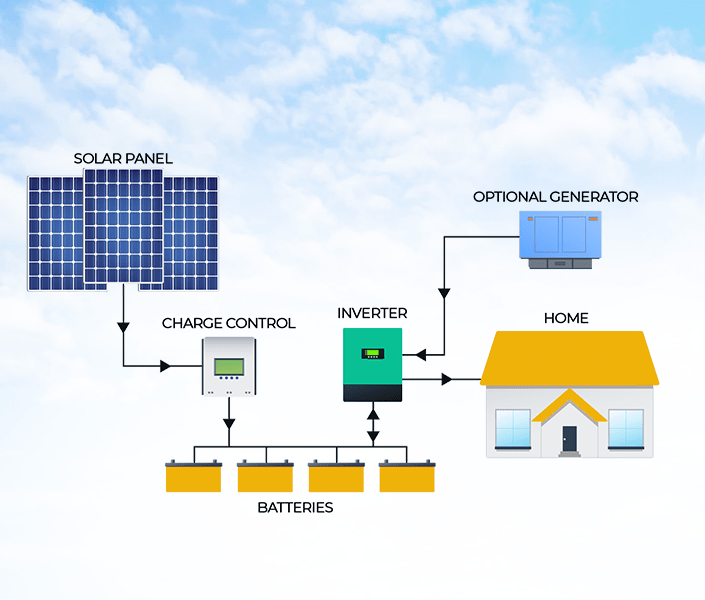 SOLAR PANEL
OPTIONAL GENERATOR
INVERTER
HOME
CHARGE CONTROL
BATTERIES